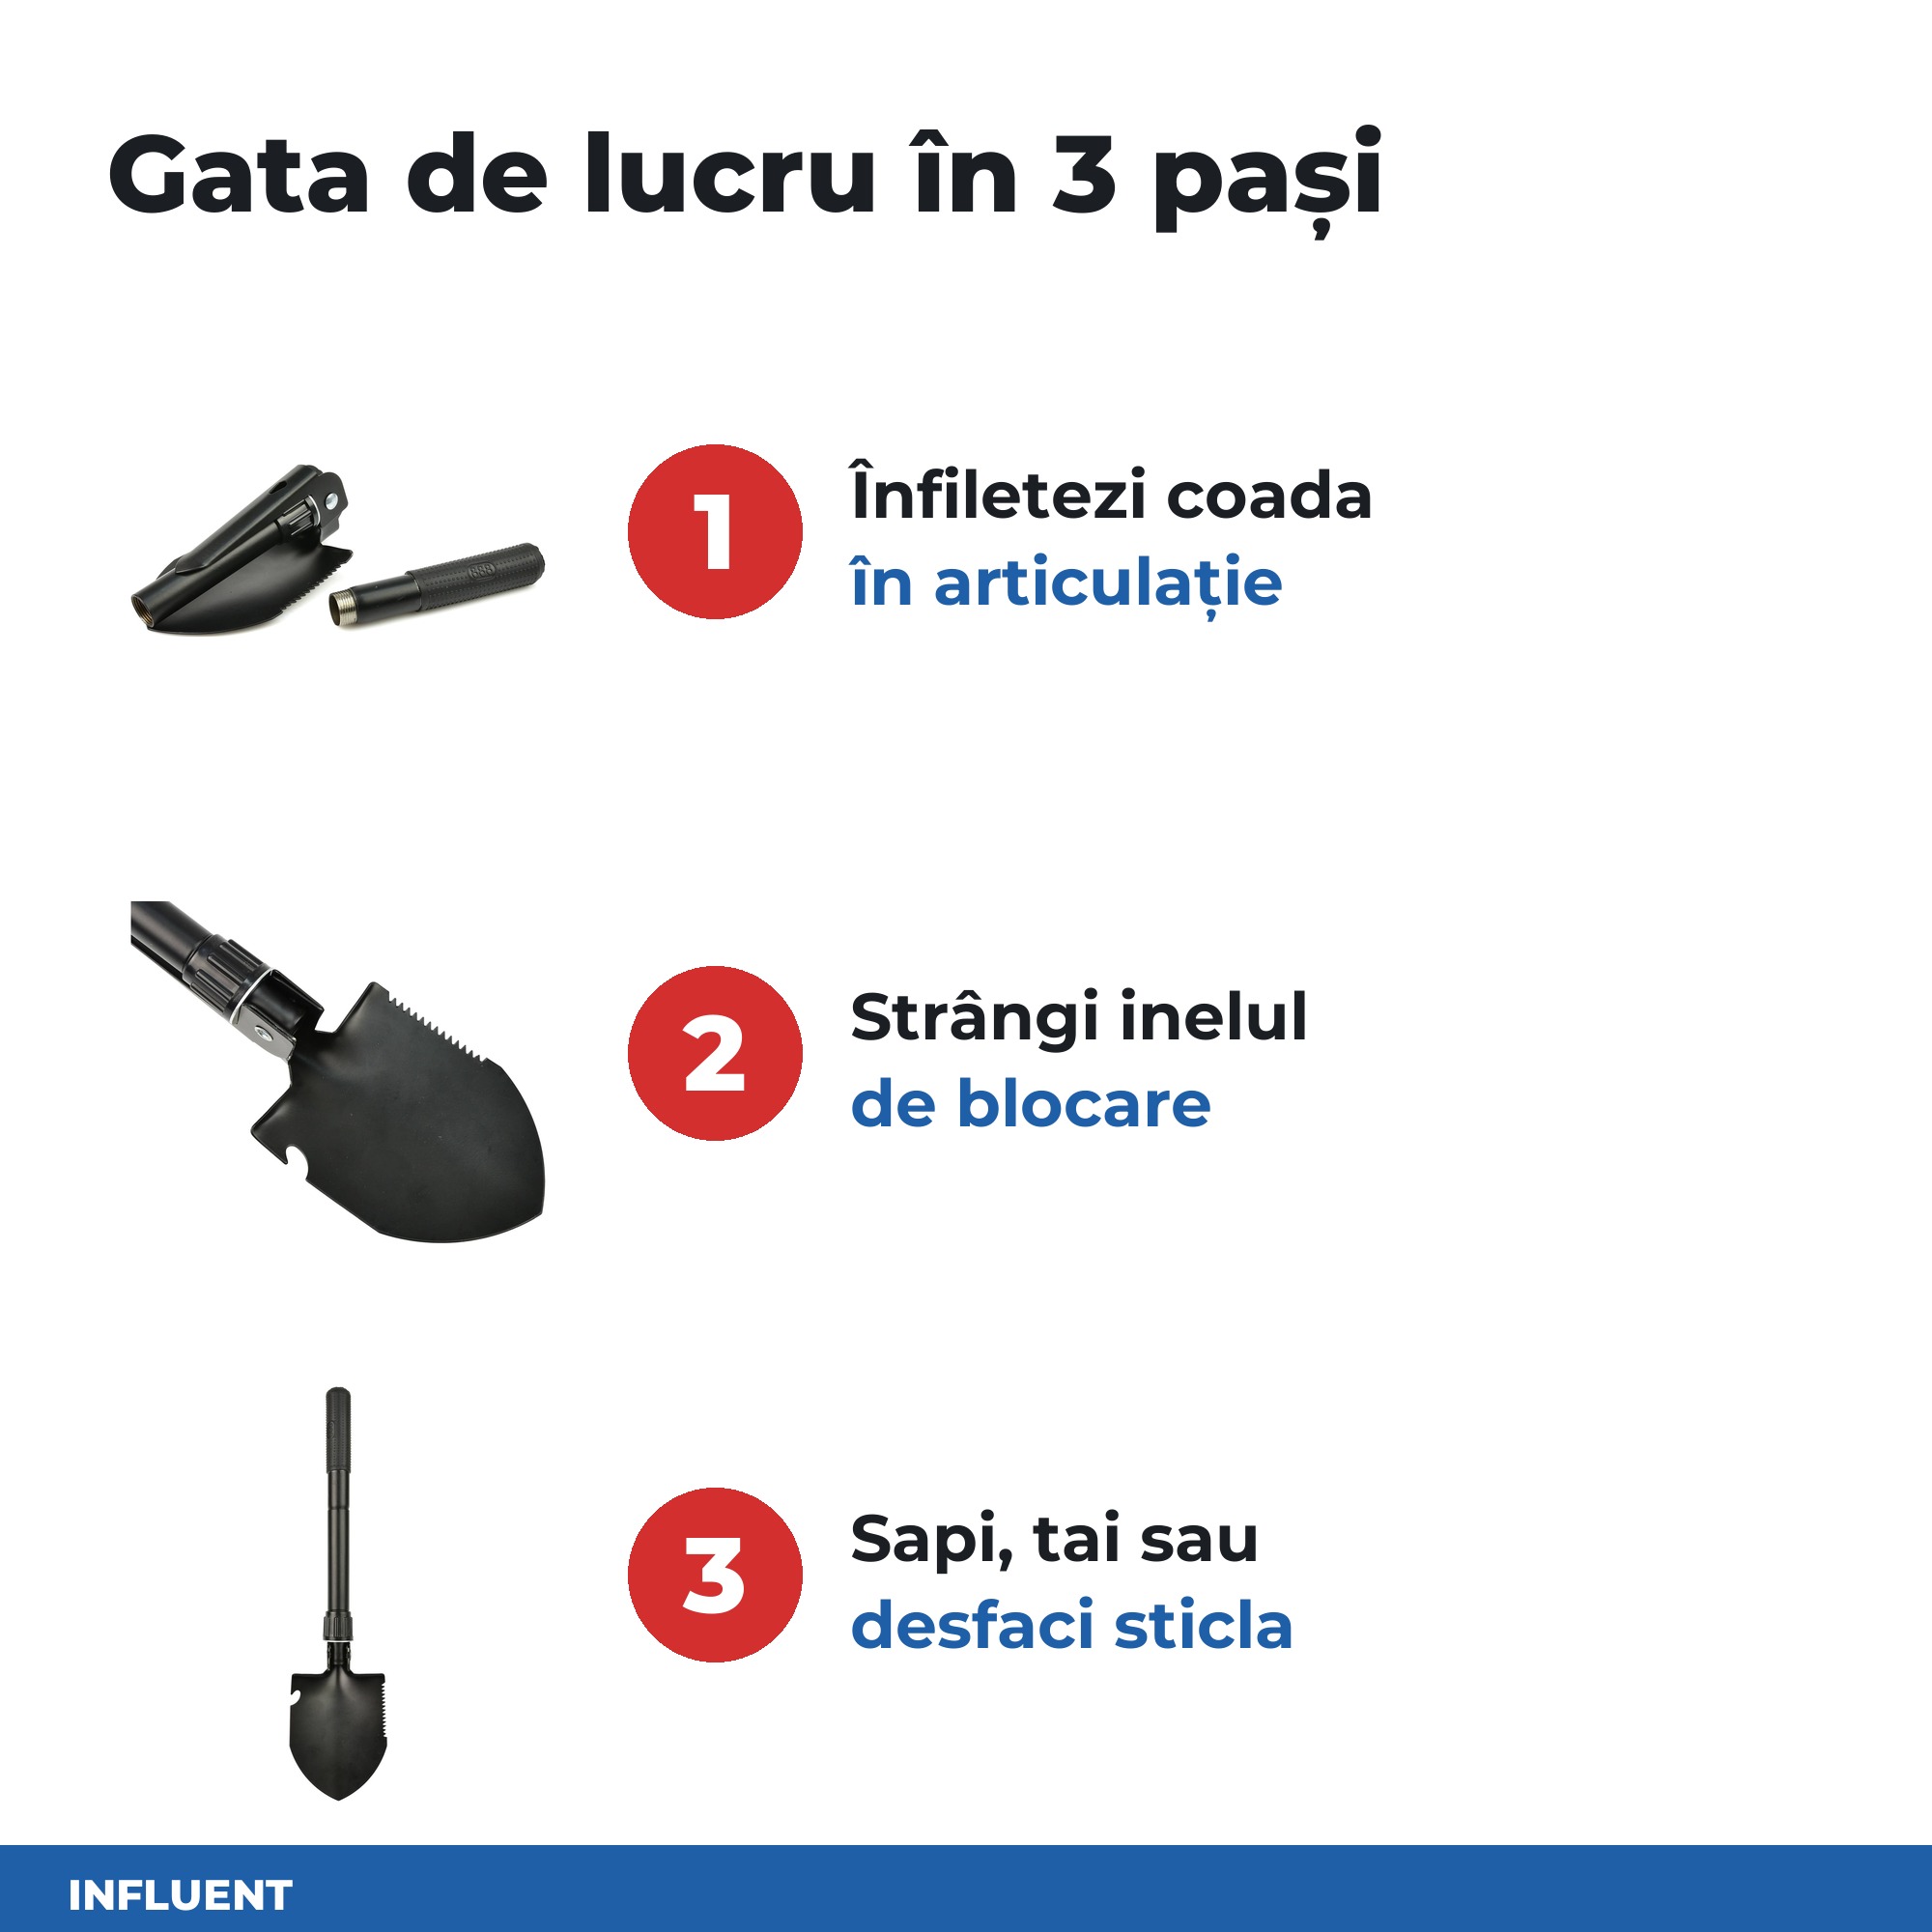 Gata de lucru în 3 pași
1
Înfiletezi coada
în articulație
2
Strângi inelul
de blocare
3
Sapi, tai sau
desfaci sticla
INFLUENT